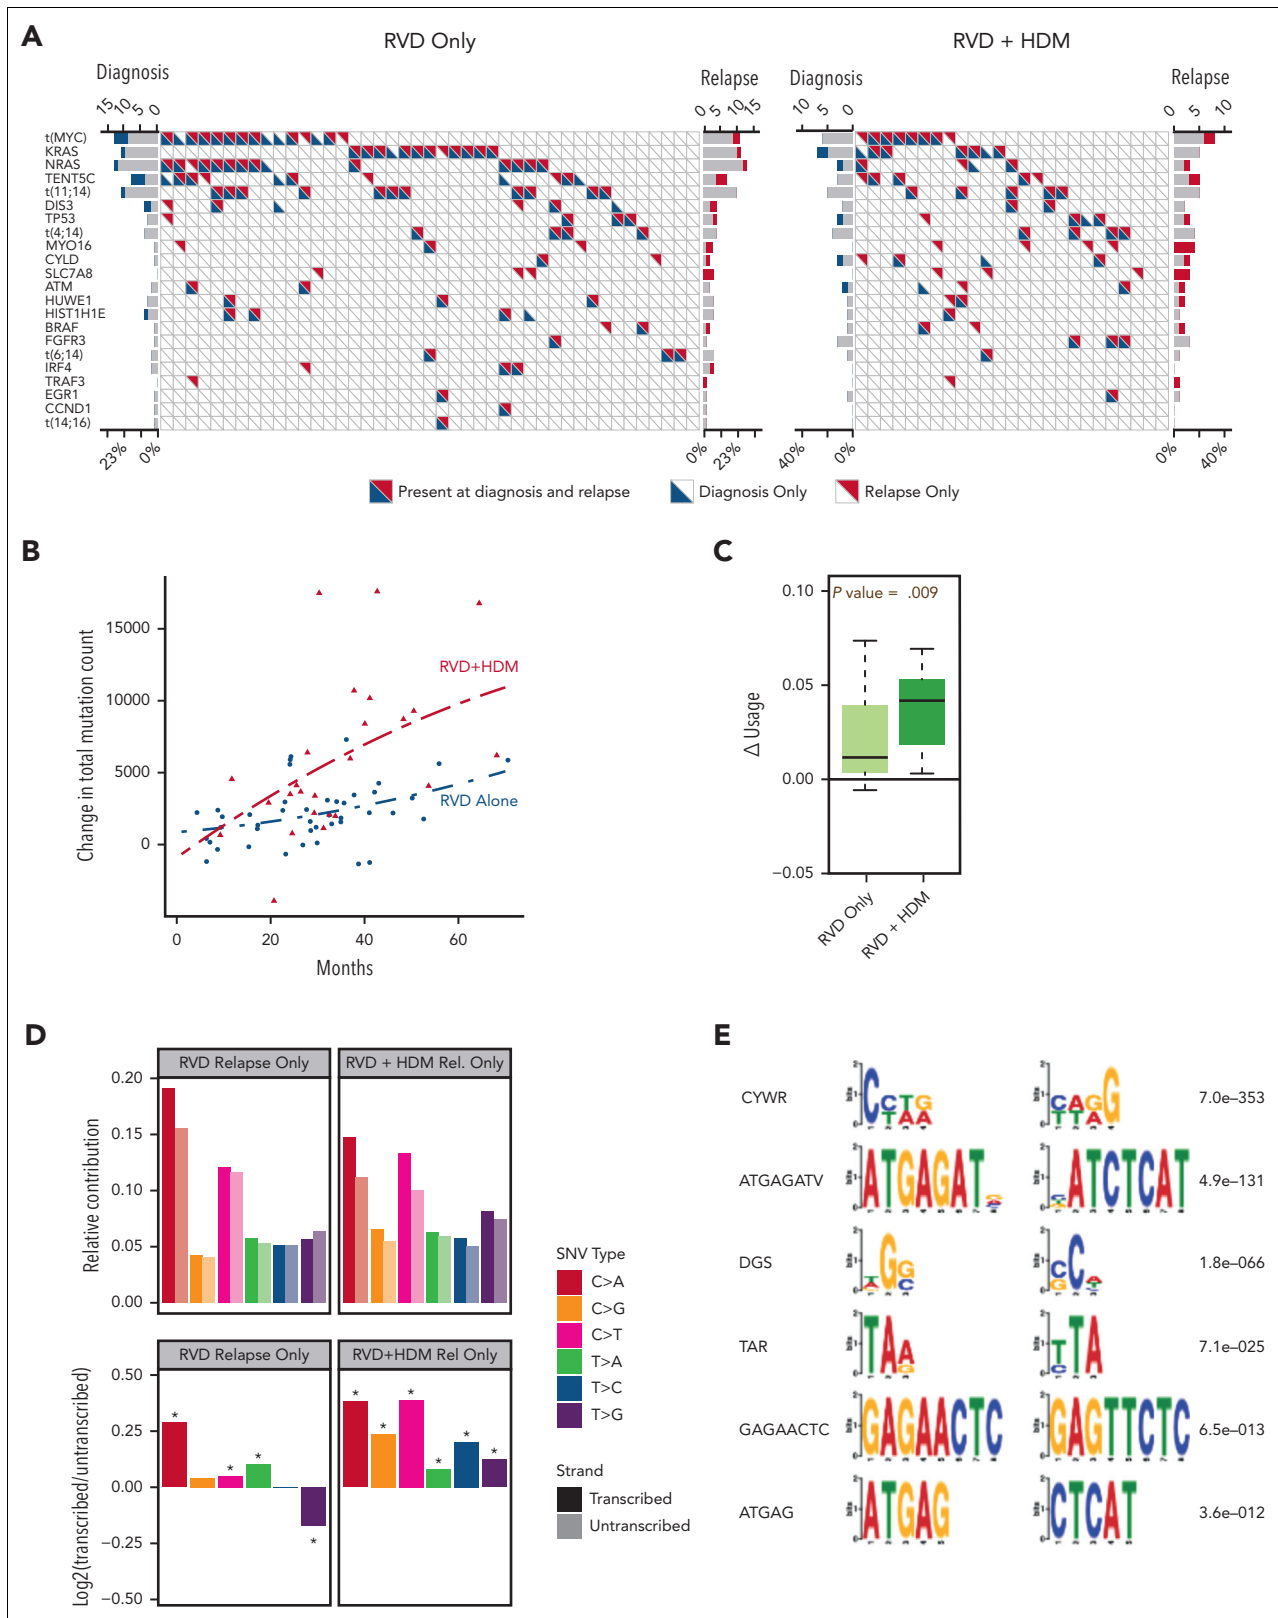 A
RVD Only
RVD + HDM
Diagnosis
Relapse
Diagnosis
Relapse
15 10 5 0
0 5 10 15
10 5 0
0 5 10
t(MYC)
KRAS
NRAS
TENT5C
t(11;14)
DIS3
TP53
t(4;14)
MYO16
CYLD
SLC7A8
ATM
HUWE1
HIST1H1E
BRAF
FGFR3
t(6;14)
IRF4
TRAF3
EGR1
CCND1
t(14;16)
23% 0%
0% 23%
40% 0%
0% 40%
Present at diagnosis and relapse
Diagnosis Only
Relapse Only
B
Change in total mutation count
15000
10000
5000
0
RVD+HDM
RVD Alone
0 20 40 60
Months
C
P value = .009
Δ Usage
0.10
0.05
0.00
−0.05
RVD Only
RVD + HDM
D
RVD Relapse Only
RVD + HDM Rel. Only
Relative contribution
0.20
0.15
0.10
0.05
0.00
RVD Relapse Only
RVD+HDM Rel Only
Log2(transcribed/untranscribed)
0.50
0.25
0.00
−0.25
−0.50
* * * *
* * * * * *
SNV Type
C>A
C>G
C>T
T>A
T>C
T>G
Strand
Transcribed
Untranscribed
E
CYWR
7.0e−353
ATGAGATV
ATGAGAT
ATCTCAT
4.9e−131
DGS
1.8e−066
TAR
7.1e−025
GAGAACTC
GAGAACTC
GAGTTCTC
6.5e−013
ATGAG
ATGAG
CTCAT
3.6e−012